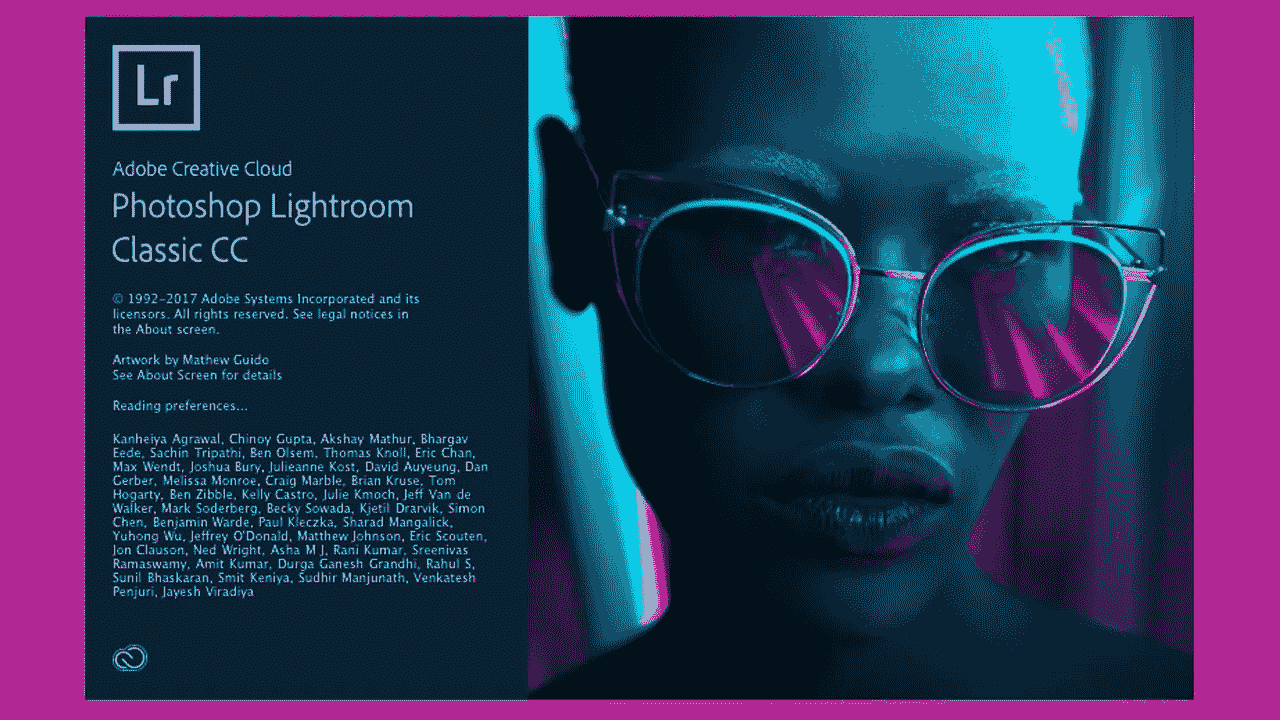 Lr
Adobe Creative Cloud
Photoshop Lightroom
Classic CC
© 1992-2017 Adobe Systems Incorporated and its
licensors. All rights reserved. See legal notices in
the About screen.
Artwork by Mathew Guido
See About Screen for details
Reading preferences...
Kanheiya Agrawal, Chinoy Gupta, Akshay Mathur, Bhargav
Eede, Sachin Tripathi, Ben Olsem, Thomas Knoll, Eric Chan,
Max Wendt, Joshua Bury, Julieanne Kost, David Auyeung, Dan
Gerber, Melissa Monroe, Craig Marble, Brian Kruse, Tom
Hogarty, Ben Zibble, Kelly Castro, Julie Kmoch, Jeff Van de
Walker, Mark Soderberg, Becky Sowada, Kjetil Drarvik, Simon
Chen, Benjamin Warde, Paul Kleczka, Sharad Mangalick,
Yuhong Wu, Jeffrey O'Donald, Matthew Johnson, Eric Scouten,
Jon Clauson, Ned Wright, Asha M J, Rani Kumar, Sreenivas
Ramaswamy, Amit Kumar, Durga Ganesh Grandhi, Rahul S,
Sunil Bhaskaran, Smit Keniya, Sudhir Manjunath, Venkatesh
Penjuri, Jayesh Viradiya